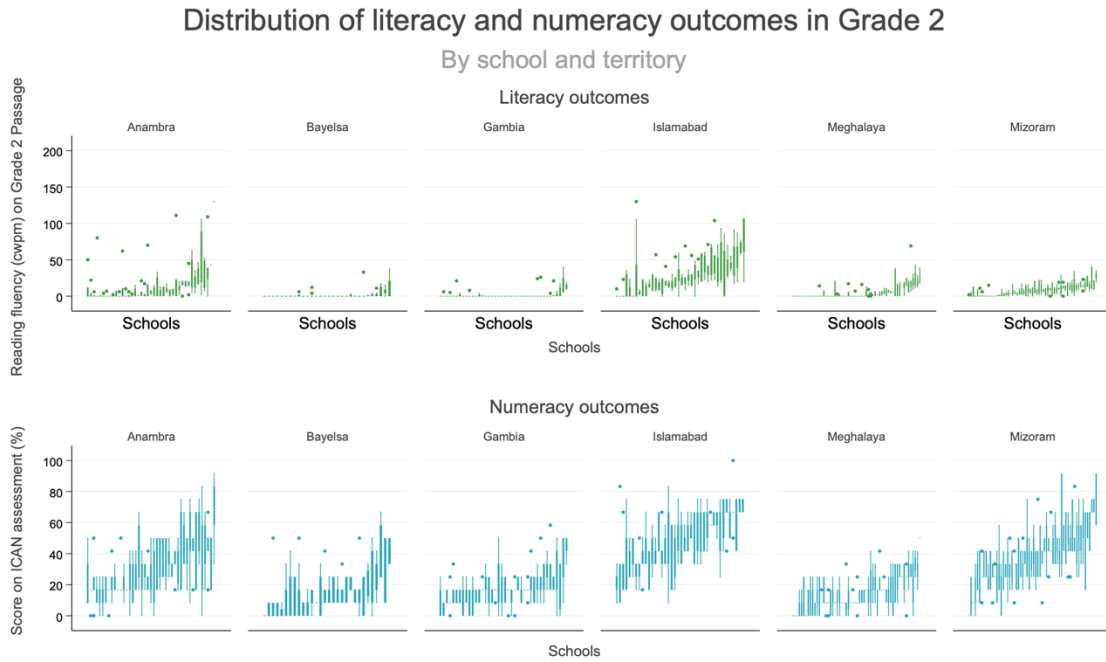 Distribution of literacy and numeracy outcomes in Grade 2
By school and territory
Literacy outcomes
Reading fluency (cwpm) on Grade 2 Passage
Anambra Bayelsa Gambia Islamabad Meghalaya Mizoram
200
150
100
50
0
Schools Schools Schools Schools Schools Schools
Schools
Numeracy outcomes
Score on ICAN assessment (%)
Anambra Bayelsa Gambia Islamabad Meghalaya Mizoram
100
80
60
40
20
0
Schools